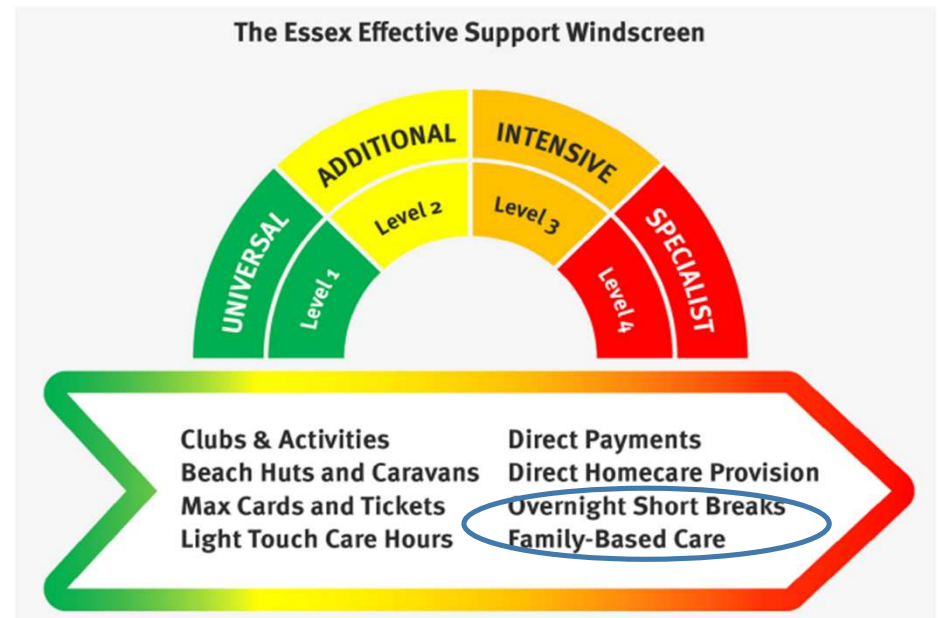 The Essex Effective Support Windscreen
UNIVERSAL
ADDITIONAL
INTENSIVE
SPECIALIST
Level 1
Level 2
Level 3
Level 4
Clubs & Activities
Beach Huts and Caravans
Max Cards and Tickets
Light Touch Care Hours
Direct Payments
Direct Homecare Provision
Overnight Short Breaks
Family-Based Care